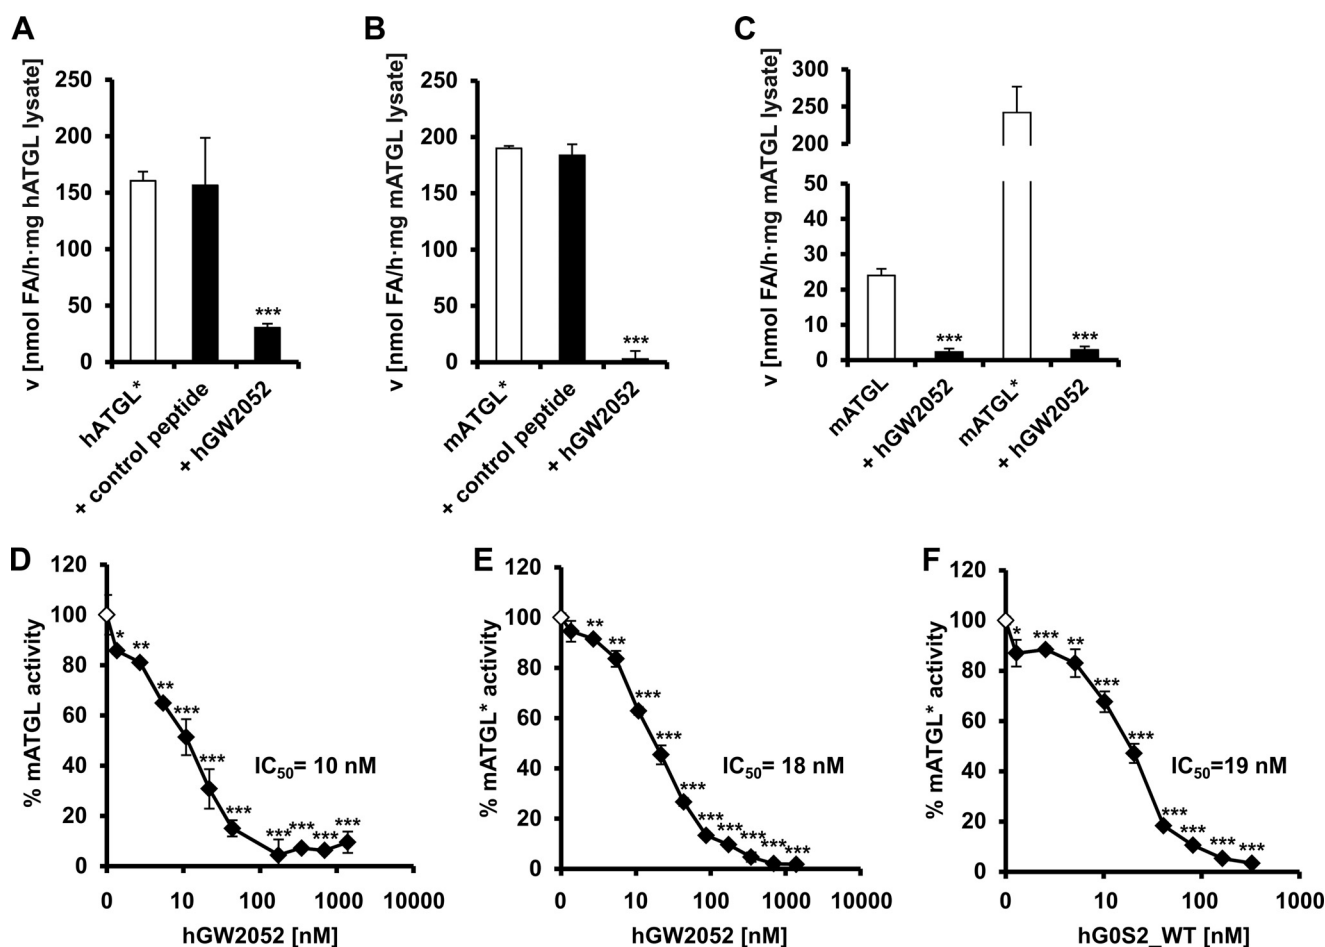 A
v [nmol FA/h·mg hATGL lysate]
250
200
150
100
50
0
***
hATGL*
+ control peptide
+ hGW2052
B
v [nmol FA/h·mg mATGL lysate]
250
200
150
100
50
0
***
mATGL*
+ control peptide
+ hGW2052
C
v [nmol FA/h·mg mATGL lysate]
300
250
200
50
40
30
20
10
0
***
***
mATGL
+ hGW2052
mATGL*
+ hGW2052
D
% mATGL activity
120
100
80
60
40
20
0
*
**
**
***
***
***
***
***
***
***
IC50= 10 nM
0 10 100 1000 10000
hGW2052 [nM]
E
% mATGL* activity
120
100
80
60
40
20
0
**
**
***
***
***
***
***
***
***
***
IC50= 18 nM
0 10 100 1000 10000
hGW2052 [nM]
F
% mATGL* activity
120
100
80
60
40
20
0
*
***
**
***
***
***
***
***
***
IC50=19 nM
0 10 100 1000
hG0S2_WT [nM]